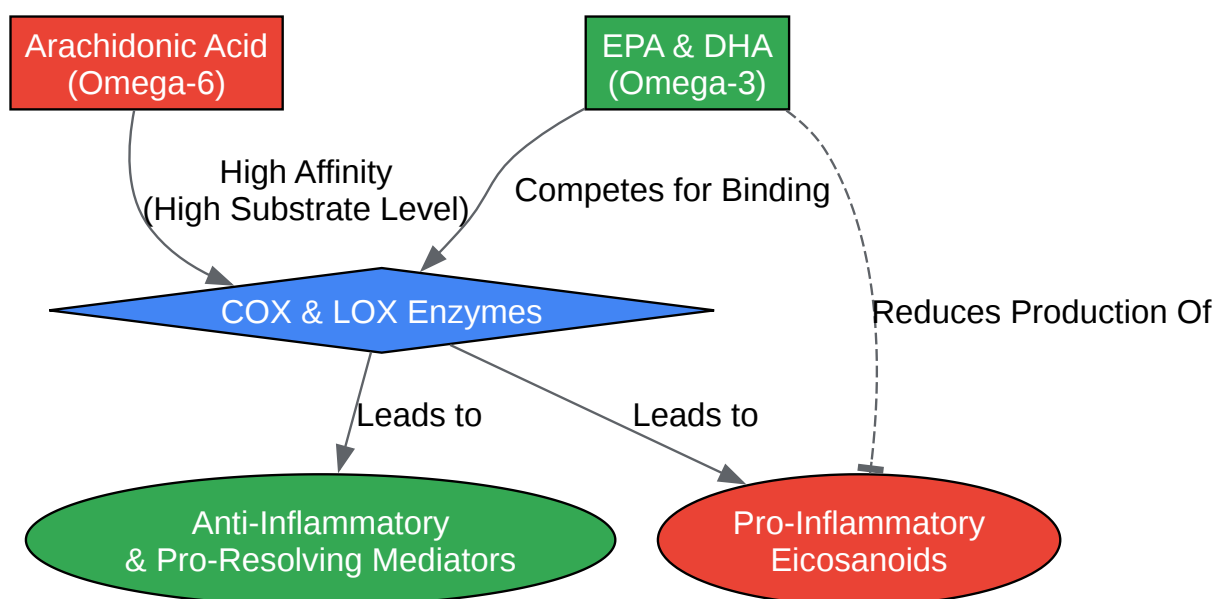 Arachidonic Acid
(Omega-6)
EPA & DHA
(Omega-3)
High Affinity
(High Substrate Level)
Competes for Binding
COX & LOX Enzymes
Reduces Production Of
Leads to
Leads to
Anti-Inflammatory
& Pro-Resolving Mediators
Pro-Inflammatory
Eicosanoids